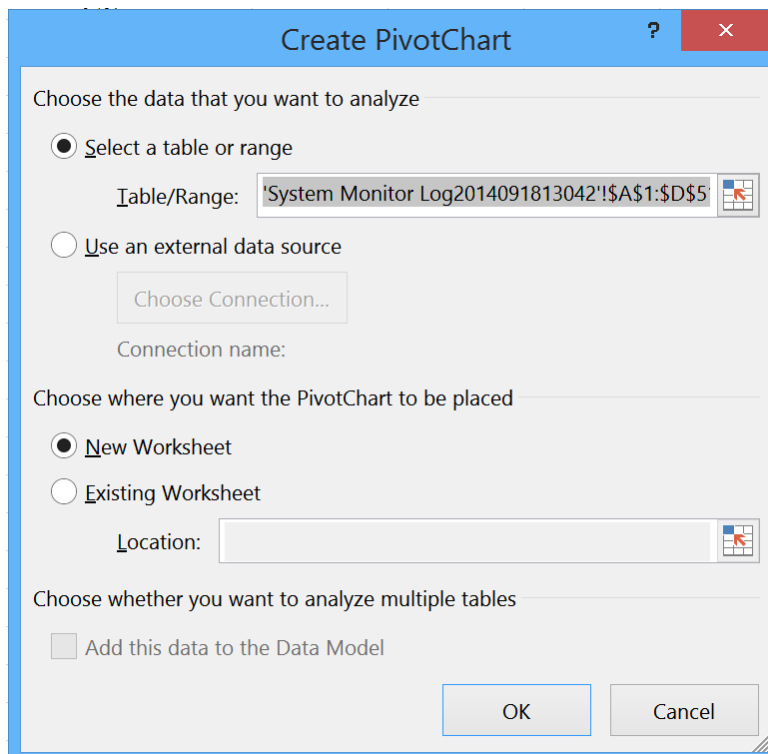 Create PivotChart
?
Choose the data that you want to analyze
Select a table or range
Table/Range: 'System Monitor Log2014091813042'!$A$1:$D$5
Use an external data source
Choose Connection...
Connection name:
Choose where you want the PivotChart to be placed
New Worksheet
Existing Worksheet
Location:
Choose whether you want to analyze multiple tables
Add this data to the Data Model
OK Cancel